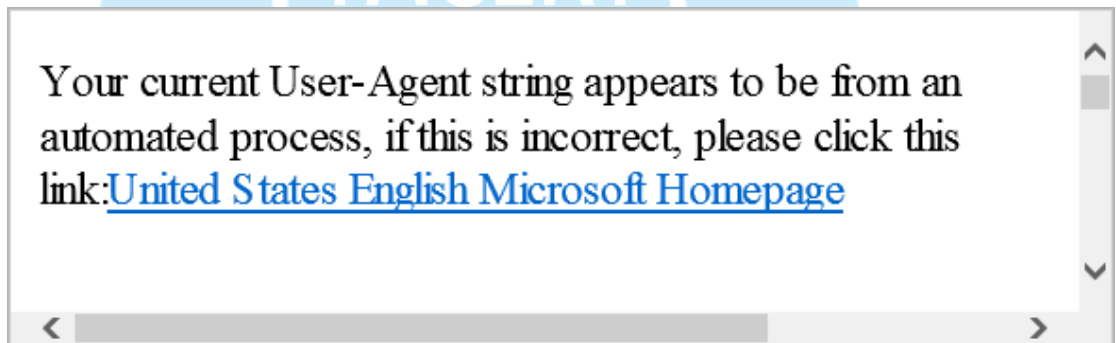 Your current User-Agent string appears to be from an
automated process, if this is incorrect, please click this
link:United States English Microsoft Homepage